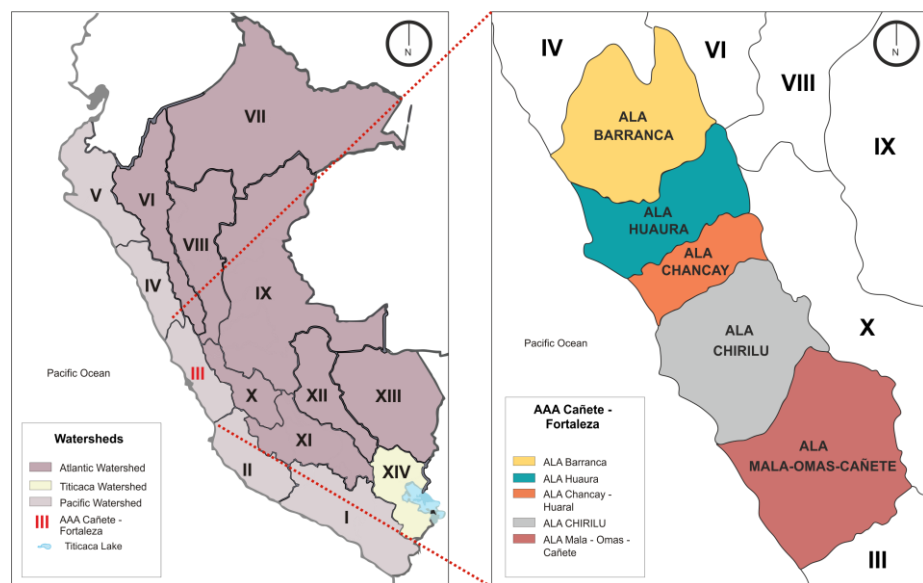 N
VII
V
VI
VIII
IV
IX
Pacific Ocean
III
X
XII
XIII
XI
II
XIV
I
Watersheds
Atlantic Watershed
Titicaca Watershed
Pacific Watershed
III
AAA Cañete -
Fortaleza
Titicaca Lake
N
IV
VI
VIII
IX
ALA
BARRANCA
ALA
HUAURA
ALA
CHANCAY
Pacific Ocean
ALA
CHIRILU
X
ALA
MALA-OMAS-CAÑETE
III
AAA Cañete -
Fortaleza
ALA Barranca
ALA Huaura
ALA Chancay -
Huaral
ALA CHIRILU
ALA Mala - Omas -
Cañete